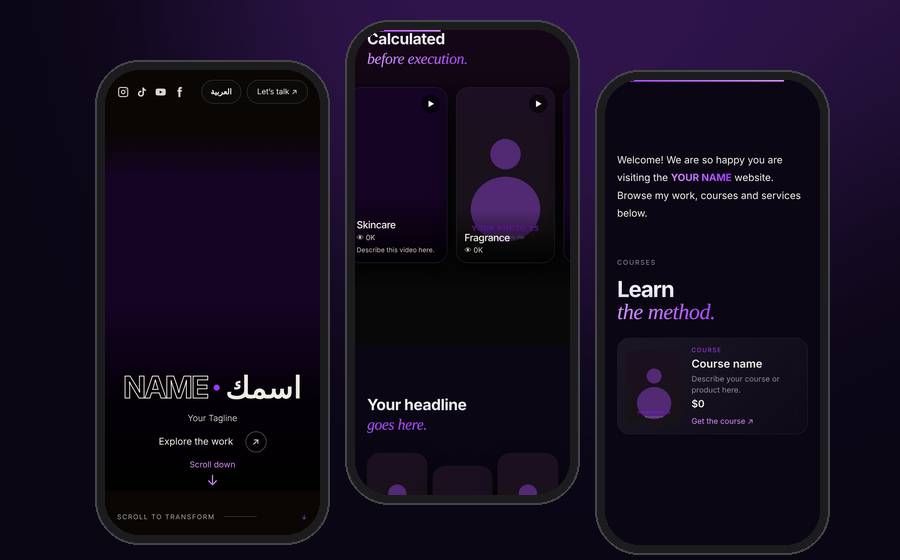 العربية
Let's talk ↗
NAME • اسمك
Your Tagline
Explore the work ↗
Scroll down
↓
SCROLL TO TRANSFORM ↓
Calculated
before execution.
Skincare
0K
Describe this video here.
Fragrance
0K
Your headline
goes here.
Welcome! We are so happy you are
visiting the YOUR NAME website.
Browse my work, courses and services
below.
COURSES
Learn
the method.
COURSE
Course name
Describe your course or
product here.
$0
Get the course ↗